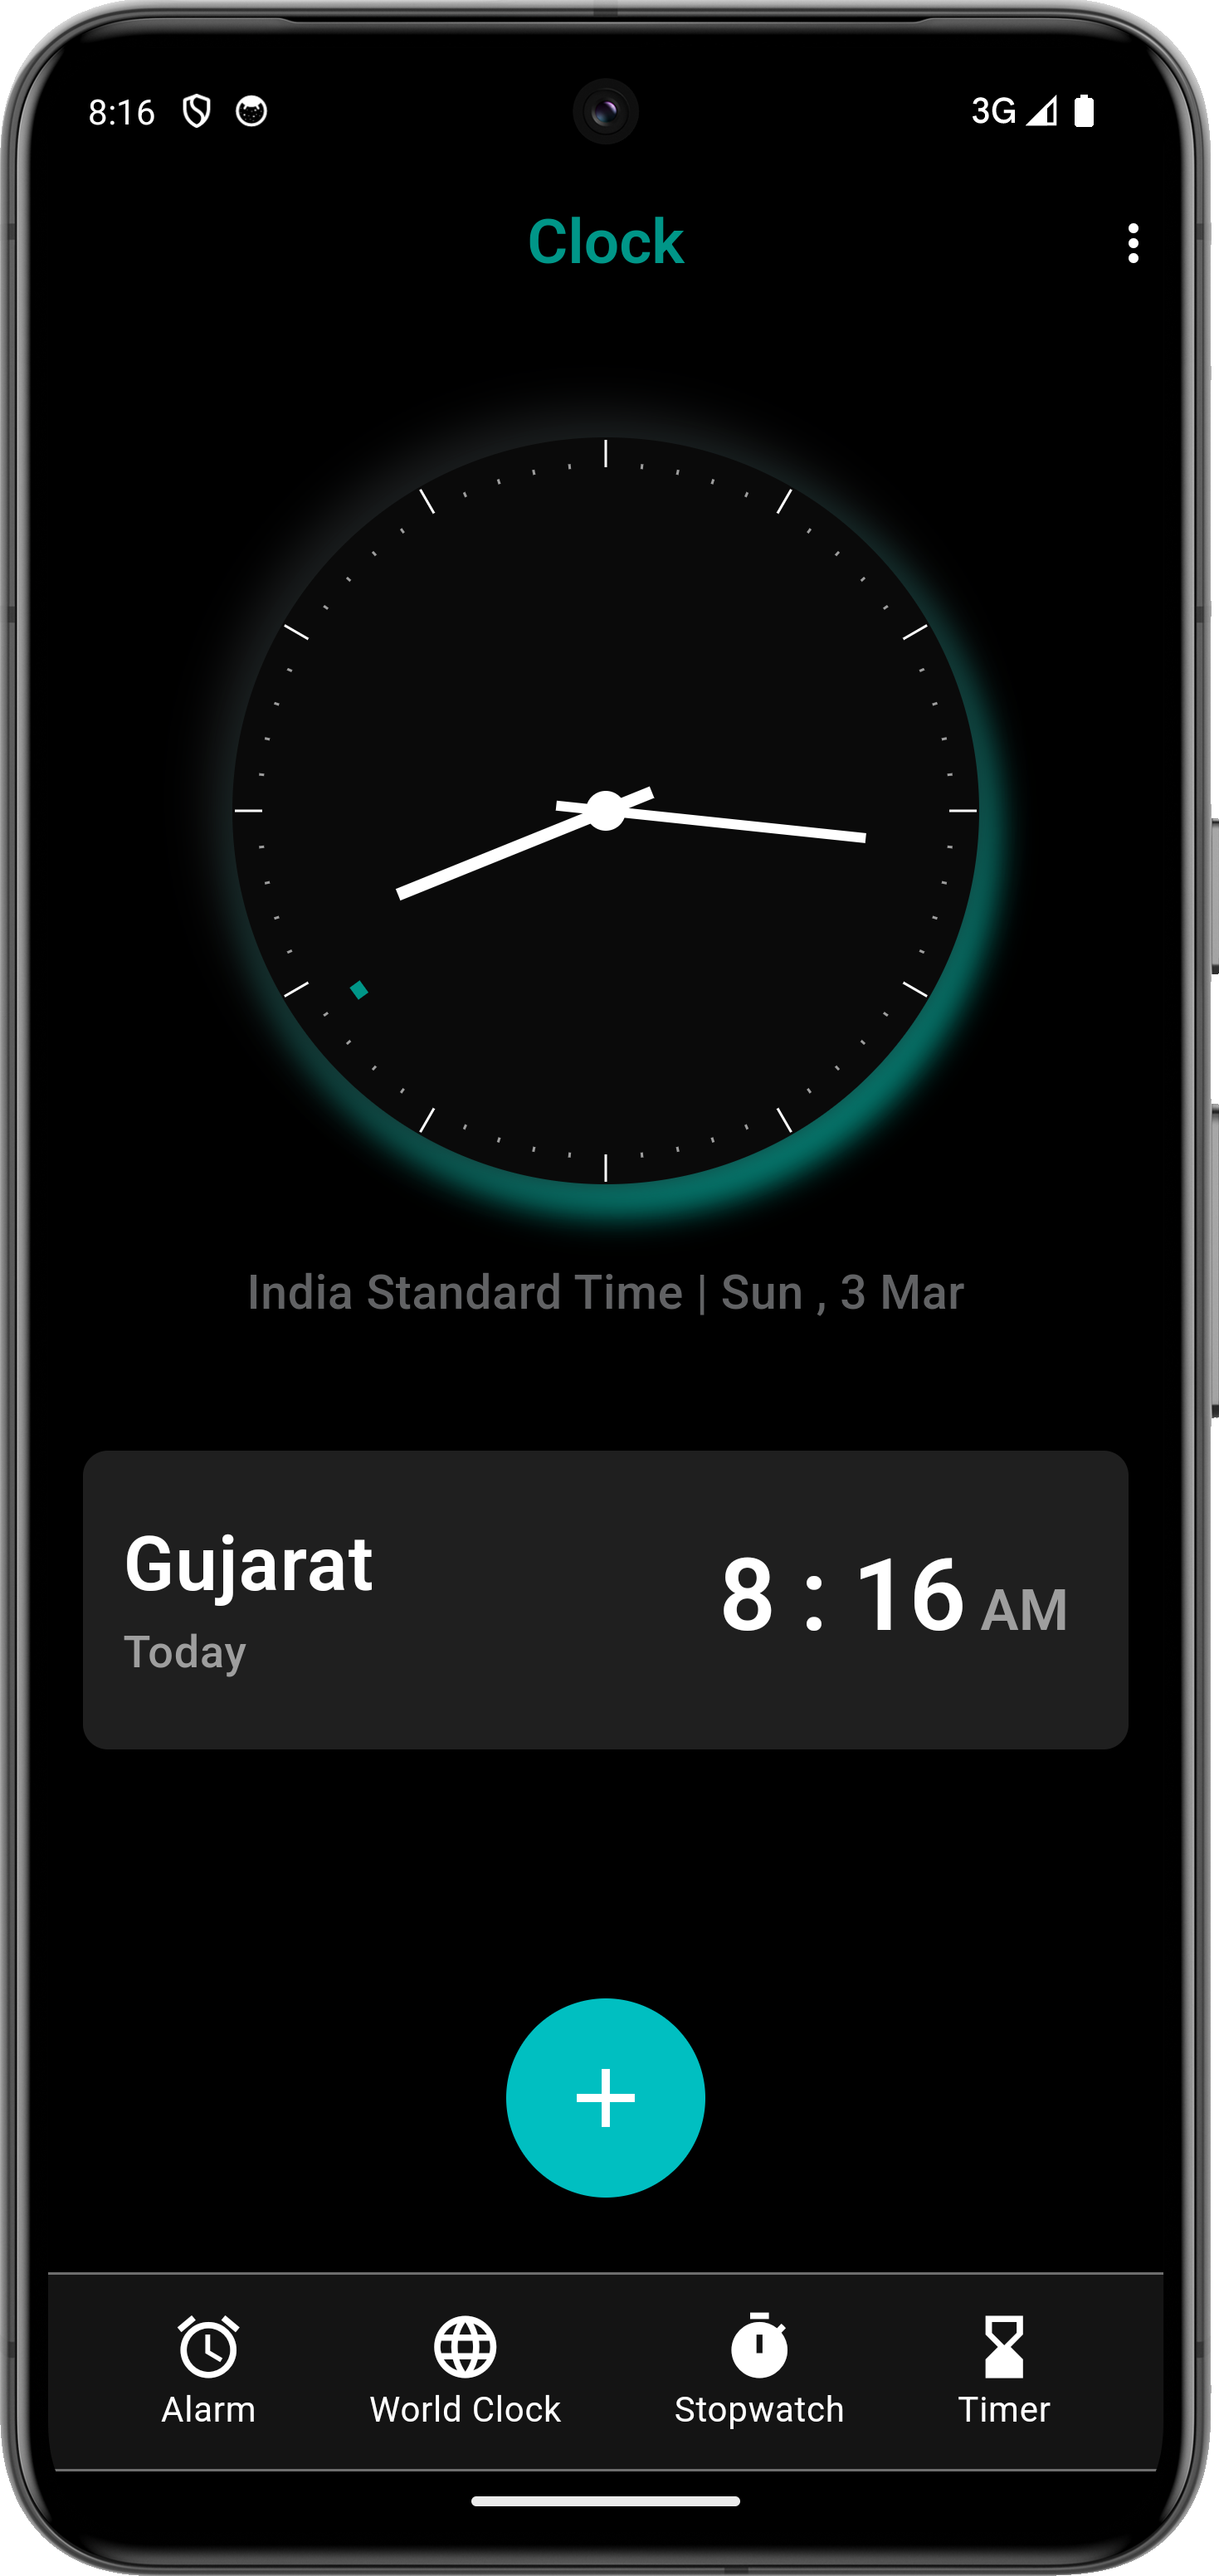 8:16 3G
Clock
India Standard Time | Sun , 3 Mar
Gujarat
8 : 16 AM
Today
Alarm World Clock Stopwatch Timer